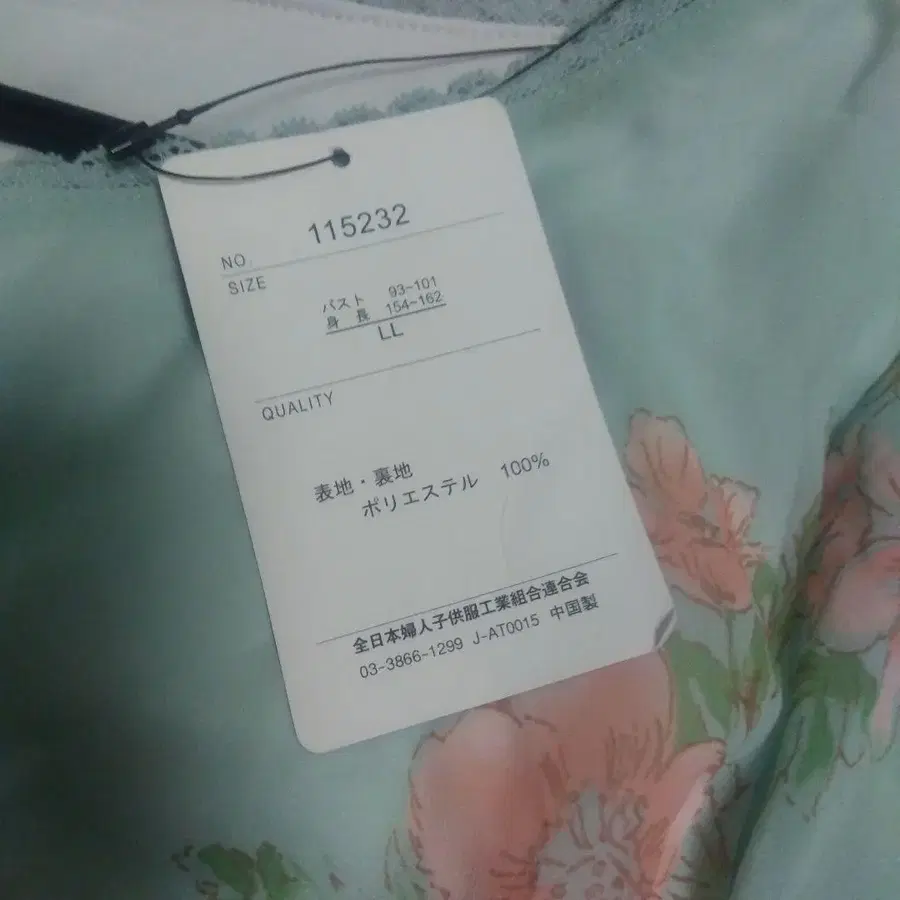 NO. 115232
SIZE
バスト 93-101
身長 154-162
LL
QUALITY
表地・裏地
ポリエステル 100%
全日本婦人子供服工業組合連合会
03-3866-1299 J-AT0015 中国製